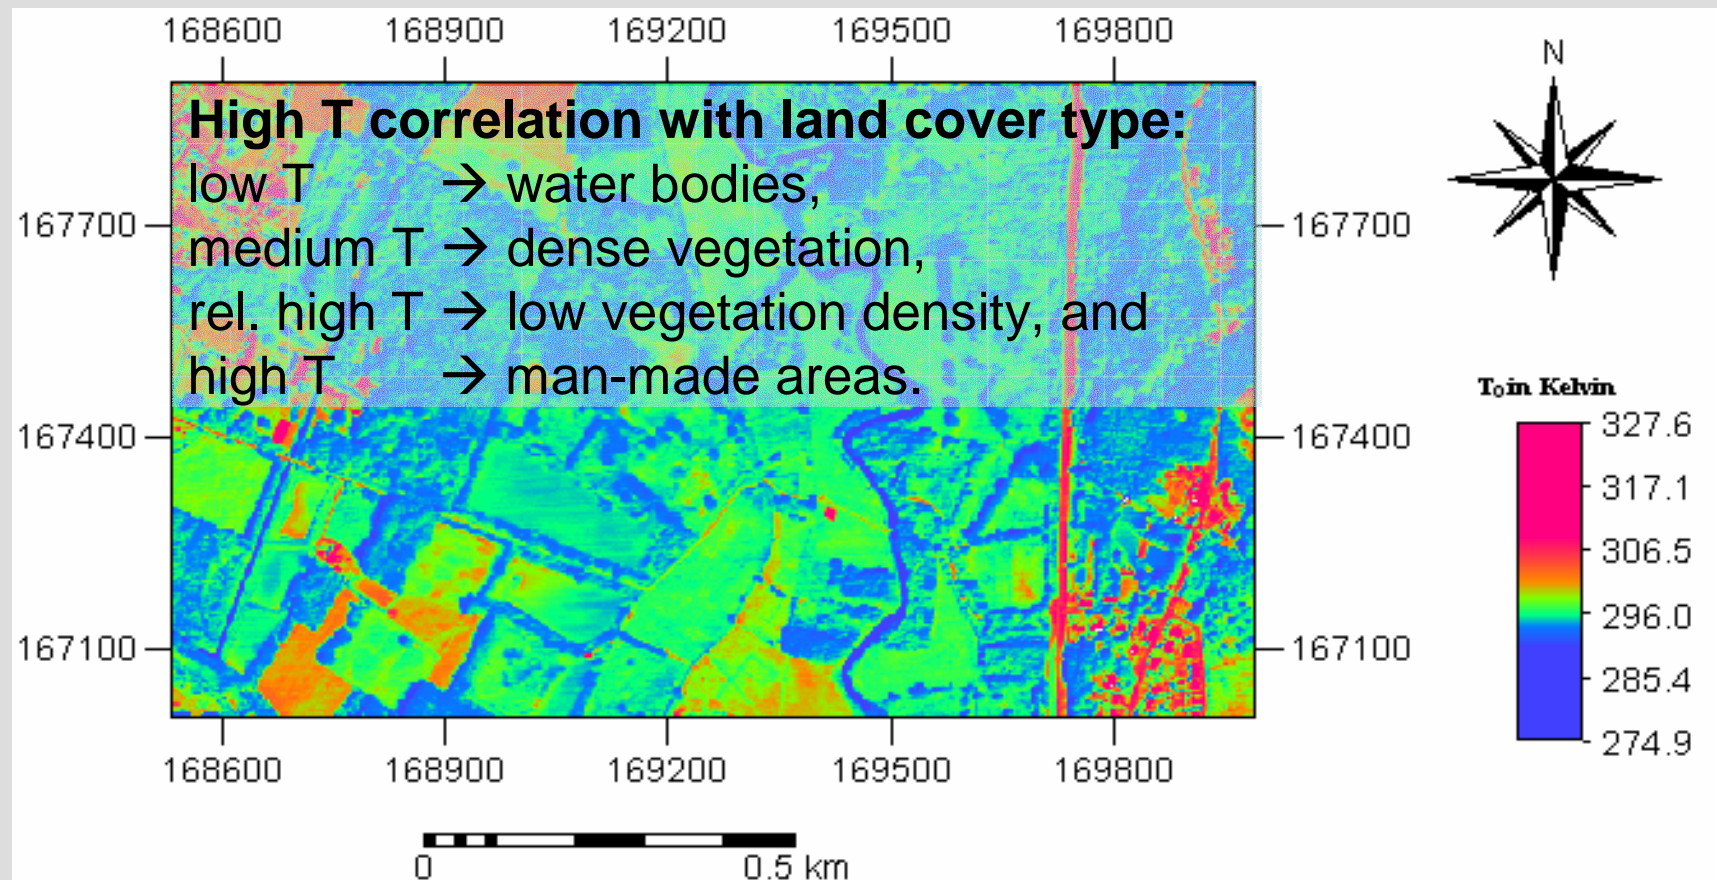 168600 168900 169200 169500 169800
N
High T correlation with land cover type:
low T → water bodies,
167700 167700
medium T → dense vegetation,
rel. high T → low vegetation density, and
high T → man-made areas.
T₀in Kelvin
327.6
167400 167400
317.1
306.5
296.0
167100 167100
285.4
274.9
168600 168900 169200 169500 169800
0 0.5 km